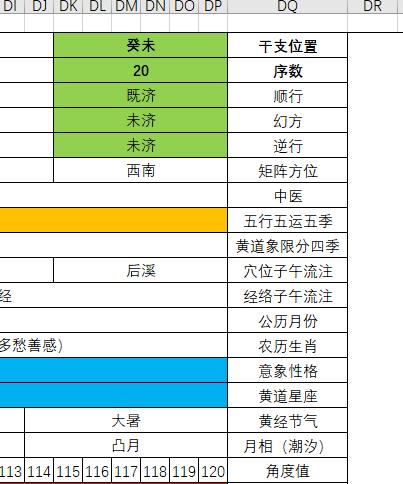 DI DJ DK DL DM DN DO DP DQ DR
癸未 干支位置
20 序数
既济 顺行
未济 幻方
未济 逆行
西南 矩阵方位
中医
五行五运五季
黄道象限分四季
后溪 穴位子午流注
经 经络子午流注
公历月份
多愁善感） 农历生肖
意象性格
黄道星座
大暑 黄经节气
凸月 月相（潮汐）
113 114 115 116 117 118 119 120 角度值